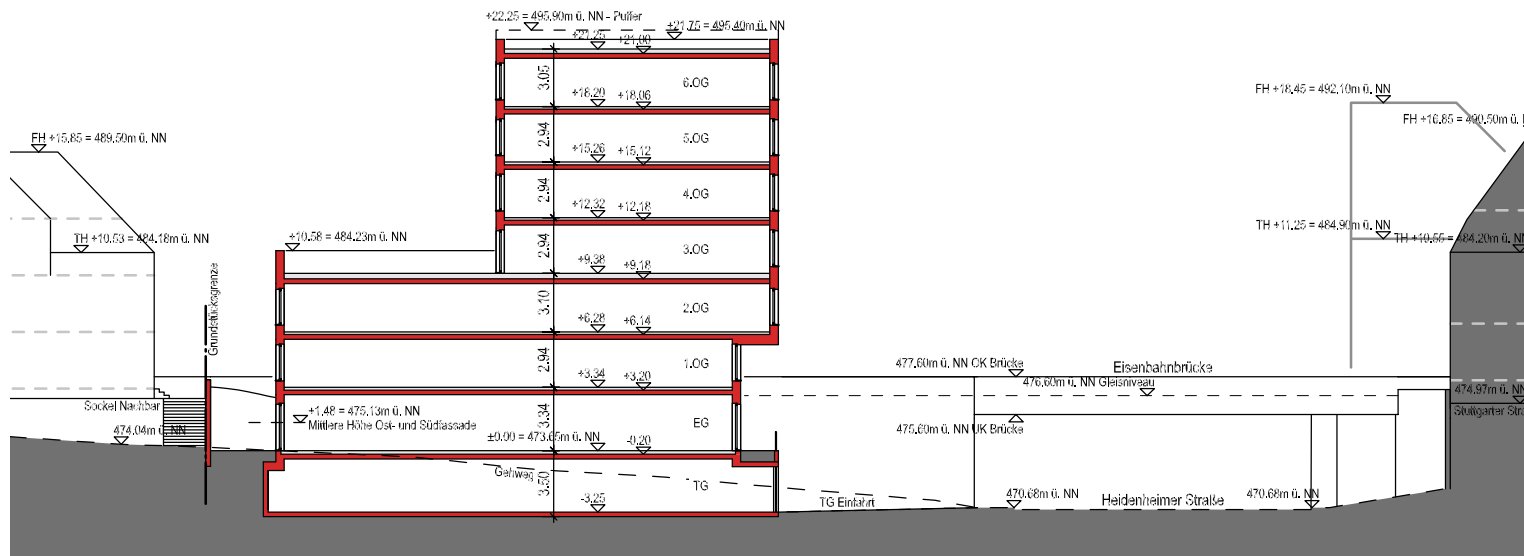 +22.25 = 495.90m ü. NN - Puffer
+21.75 = 495.40m ü. NN
+21.25 +21.00
3.05
6.OG
+18.20 +18.06
FH +18.45 = 492.10m ü. NN
FH +16.85 = 490.50m ü.
2.94
5.OG
FH +15.85 = 489.50m ü. NN
+15.26 +15.12
2.94
4.OG
+12.32 +12.18
TH +11.25 = 484.90m ü. NN
TH +10.53 = 484.18m ü. NN
+10.58 = 484.23m ü. NN
2.94
3.OG
TH +10.55 = 484.20m ü. NN
+9.38 +9.18
Grundstücksgrenze
3.10
2.OG
+6.28 +6.14
2.94
1.OG
477.60m ü. NN OK Brücke
Eisenbahnbrücke
+3.34 +3.20
476.60m ü. NN Gleisniveau
474.97m ü. NN
Sockel Nachbar
Stuttgarter Stra
+1.48 = 475.13m ü. NN
Mittlere Höhe Ost- und Südfassade
3.34
EG
474.04m ü. NN
475.60m ü. NN UK Brücke
±0.00 = 473.65m ü. NN
-0.20
Gehweg
3.50
TG
-3.25
TG Einfahrt
470.68m ü. NN
Heidenheimer Straße
470.68m ü. NN